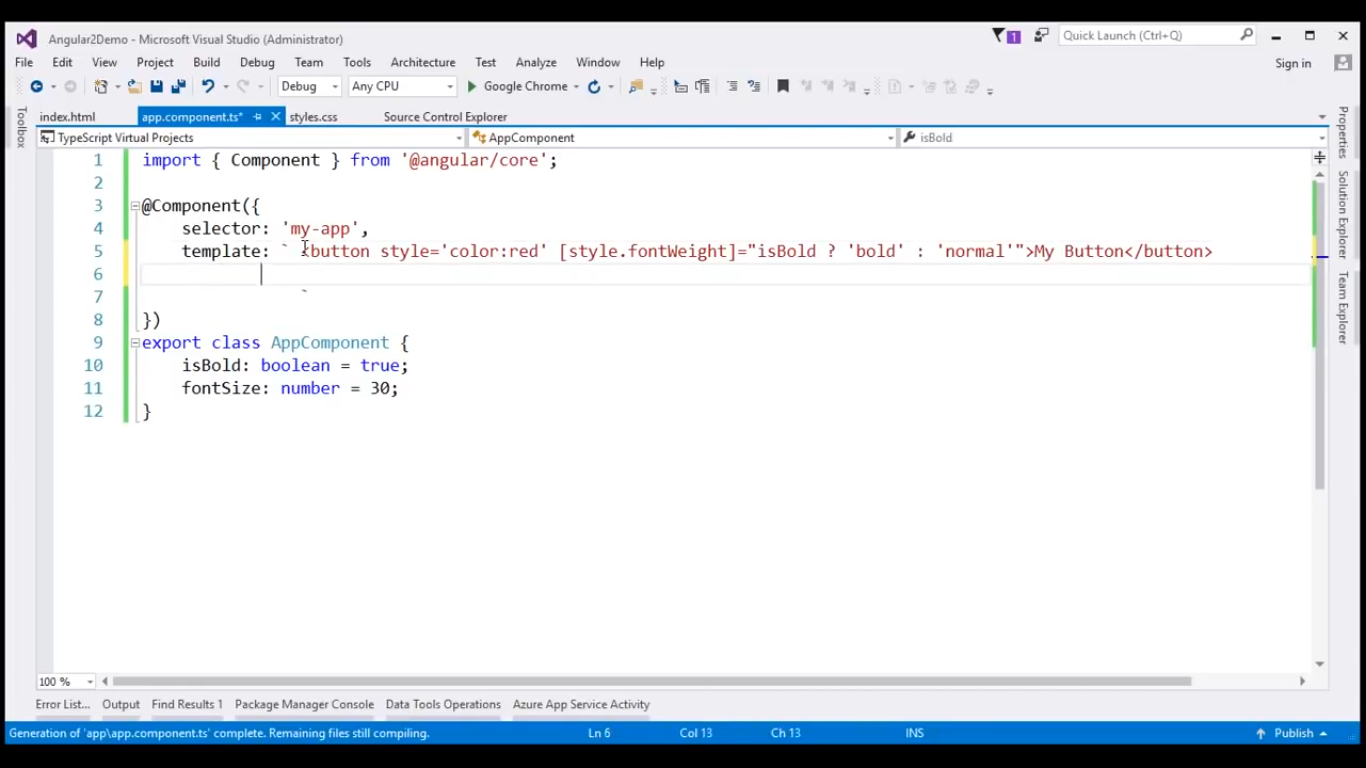 Angular2Demo - Microsoft Visual Studio (Administrator)
1
Quick Launch (Ctrl+Q)
File Edit View Project Build Debug Team Tools Architecture Test Analyze Window Help
Sign in
Debug Any CPU Google Chrome
index.html app.component.ts* styles.css Source Control Explorer
TypeScript Virtual Projects AppComponent isBold
1 import { Component } from '@angular/core';
2
3 @Component({
4 selector: 'my-app',
5 template: ` <button style='color:red' [style.fontWeight]="isBold ? 'bold' : 'normal'">My Button</button>
6
7 `
8 })
9 export class AppComponent {
10 isBold: boolean = true;
11 fontSize: number = 30;
12 }
Toolbox
Properties
Solution Explorer
Team Explorer
100 %
Error List... Output Find Results 1 Package Manager Console Data Tools Operations Azure App Service Activity
Generation of 'app\app.component.ts' complete. Remaining files still compiling. Ln 6 Col 13 Ch 13 INS Publish